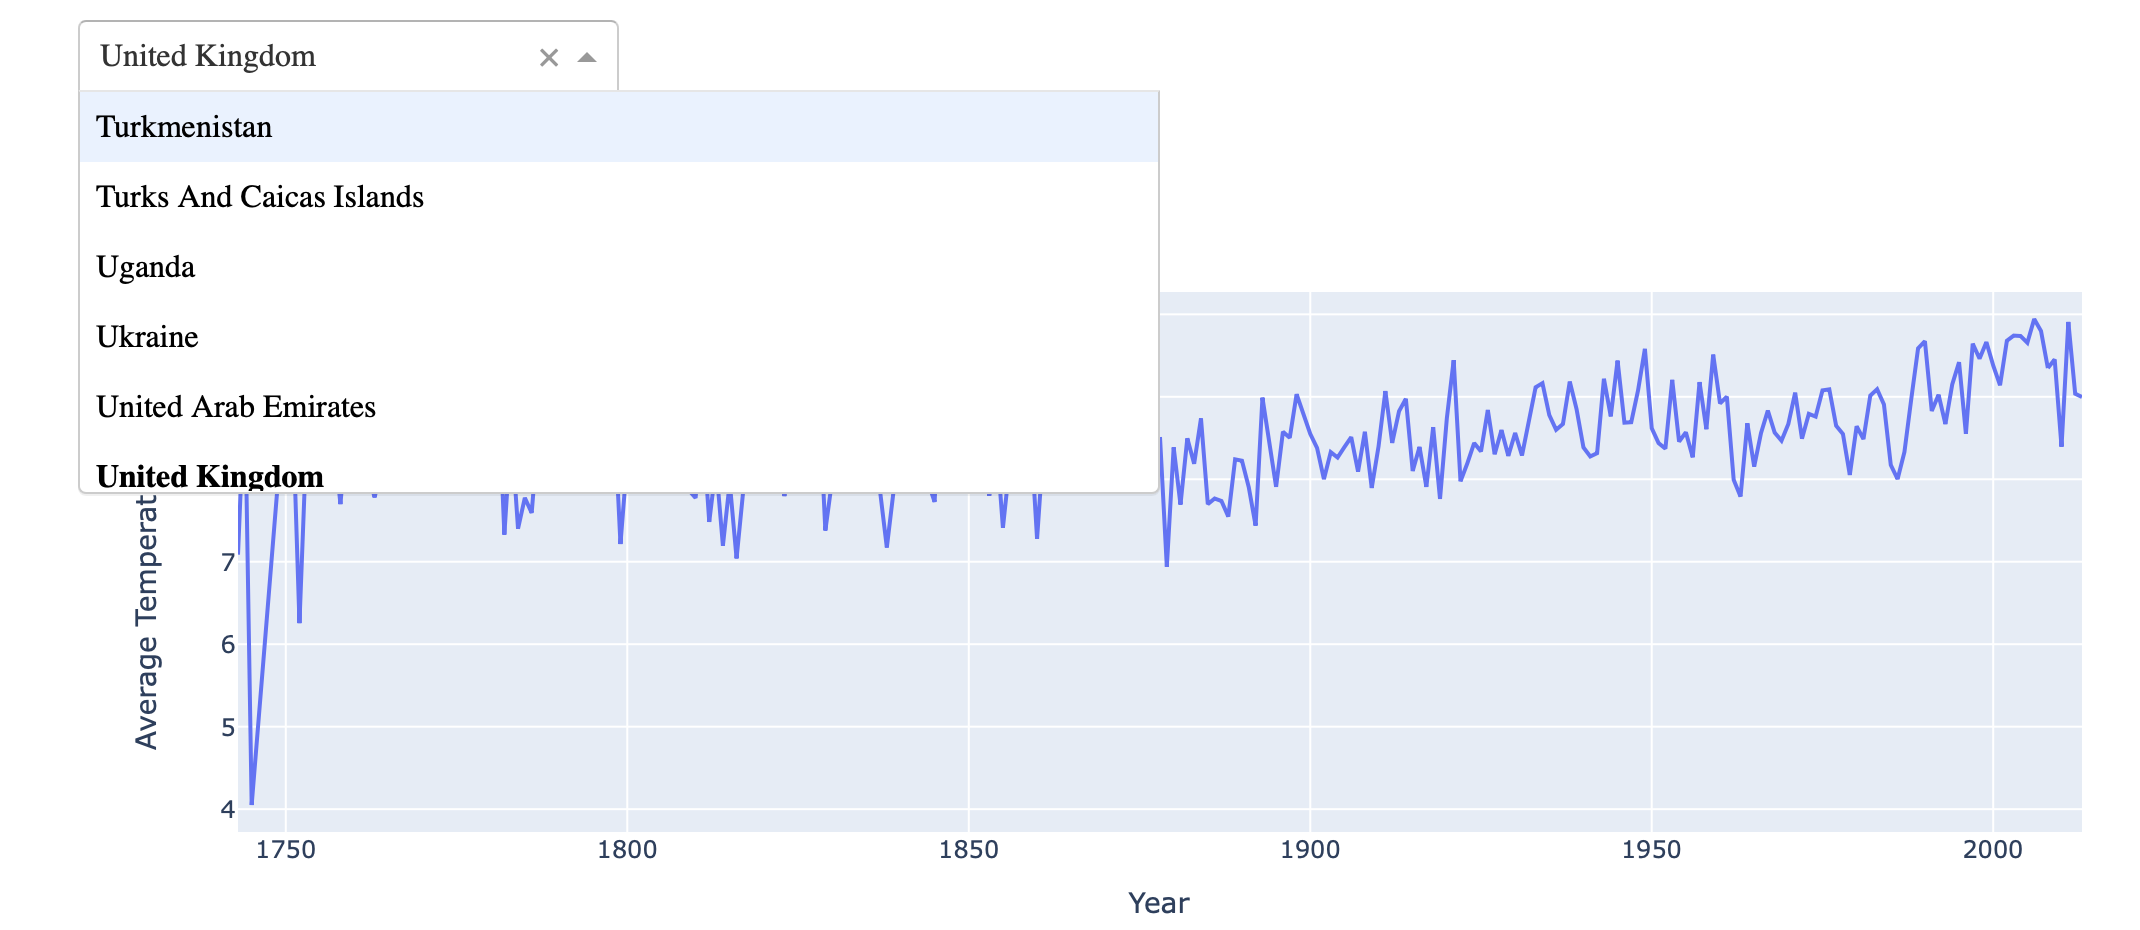 United Kingdom
Turkmenistan
Turks And Caicas Islands
Uganda
Ukraine
United Arab Emirates
United Kingdom
Average
7
6
5
4
1750 1800 1850 1900 1950 2000
Year